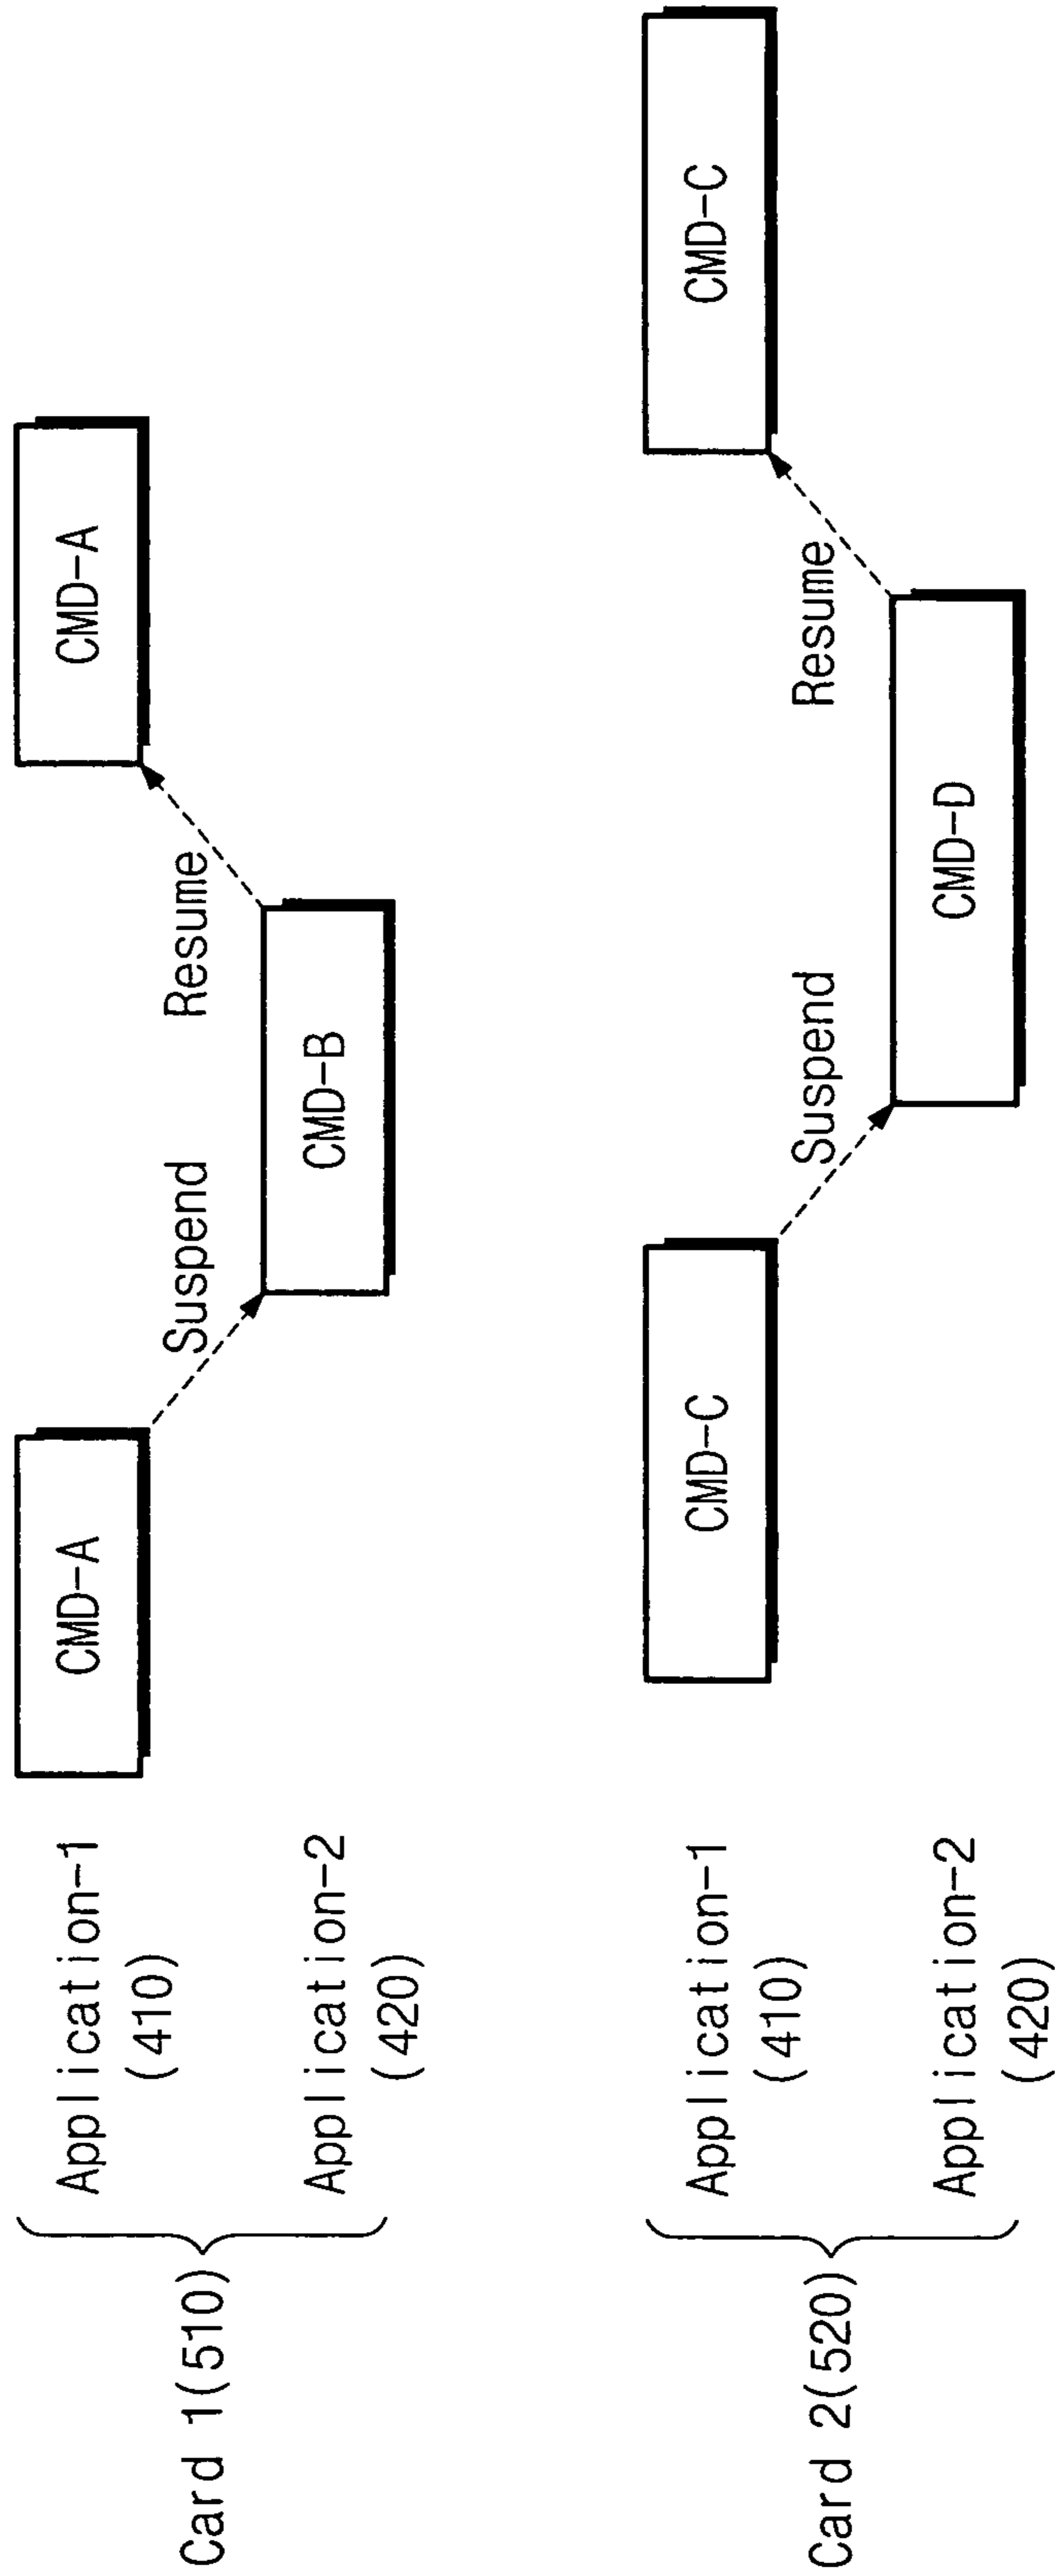 Card 1(510)
Application-1
(410)
CMD-A
Suspend
CMD-B
Resume
CMD-A
Application-2
(420)
Card 2(520)
Application-1
(410)
CMD-C
Suspend
CMD-D
Resume
CMD-C
Application-2
(420)